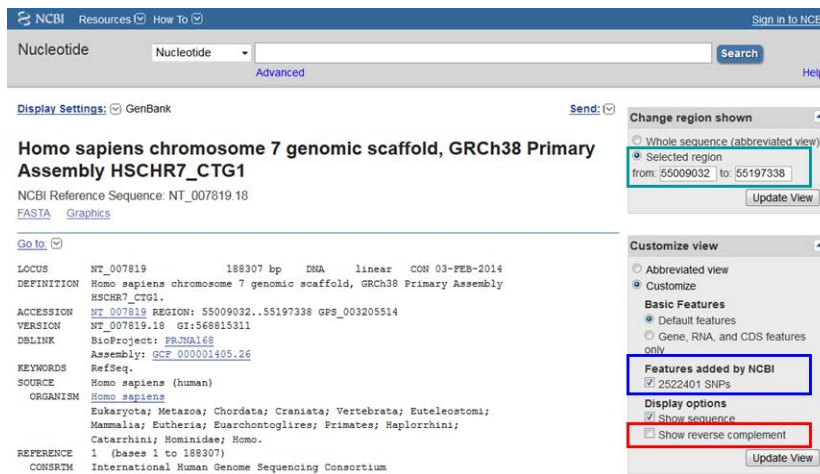 NCBI Resources How To Sign in to NCB
Nucleotide Nucleotide Search
Advanced Help
Display Settings: GenBank Send:
Homo sapiens chromosome 7 genomic scaffold, GRCh38 Primary
Assembly HSCHR7_CTG1
NCBI Reference Sequence: NT_007819.18
FASTA Graphics
Go to:
LOCUS NT_007819 188307 bp DNA linear CON 03-FEB-2014
DEFINITION Homo sapiens chromosome 7 genomic scaffold, GRCh38 Primary Assembly
HSCHR7_CTG1.
ACCESSION NT_007819 REGION: 55009032..55197338 GPS_003205514
VERSION NT_007819.18 GI:568815311
DBLINK BioProject: PRJNA168
Assembly: GCF_000001405.26
KEYWORDS RefSeq.
SOURCE Homo sapiens (human)
ORGANISM Homo sapiens
Eukaryota; Metazoa; Chordata; Craniata; Vertebrata; Euteleostomi;
Mammalia; Eutheria; Euarchontoglires; Primates; Haplorrhini;
Catarrhini; Hominidae; Homo.
REFERENCE 1 (bases 1 to 188307)
CONSRTM International Human Genome Sequencing Consortium
Change region shown
Whole sequence (abbreviated view)
Selected region
from: 55009032 to: 55197338
Update View
Customize view
Abbreviated view
Customize
Basic Features
Default features
Gene, RNA, and CDS features
only
Features added by NCBI
2522401 SNPs
Display options
Show sequence
Show reverse complement
Update View